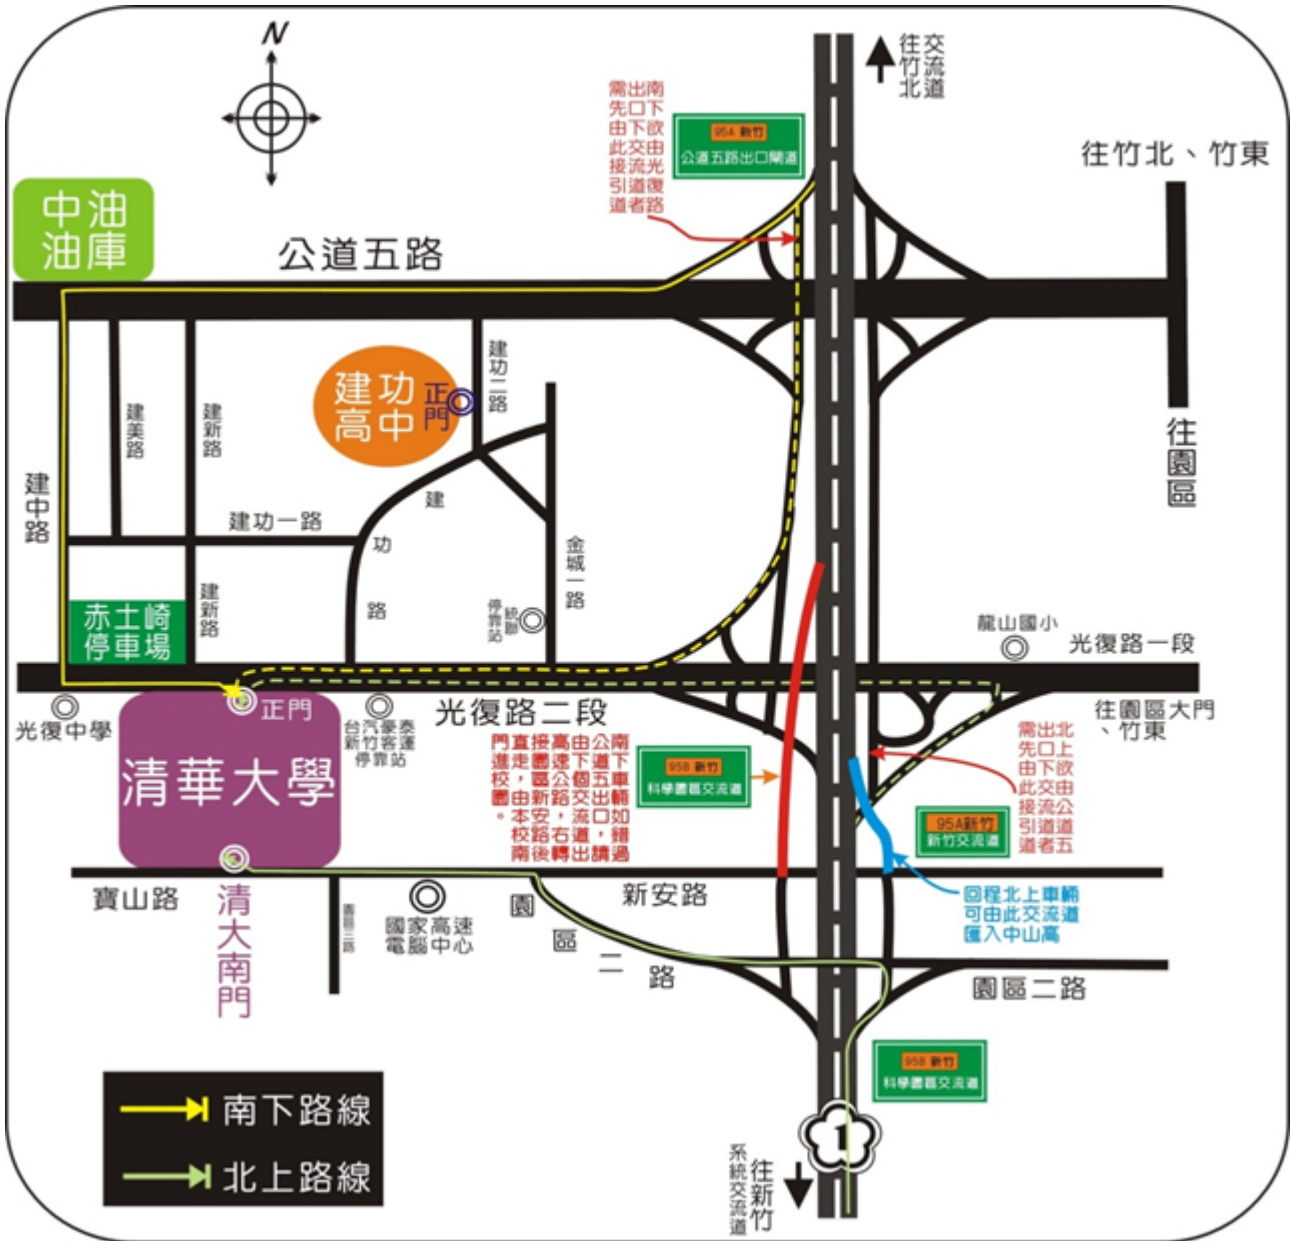 N
往竹北
交流道
南下欲由光復路
出口下交流道者
需先由此接引道
95A 新竹
公道五路出口閘道
往竹北、竹東
中油
油庫
公道五路
建功
高中
正門
建功二路
建美路
建新路
往園區
建中路
建功一路
建功路
金城一路
赤土崎
停車場
建新路
統聯
停靠站
龍山國小
光復路一段
光復中學
正門
台汽豪泰
新竹客運
停靠站
光復路二段
往園區大門
、竹東
清華大學
南下車輛如錯過
公道五出口,請
由下個交流道出
高速公路,右轉
接園區新安路後
直走,由本校南
門進校園。
95B 新竹
科學園區交流道
北上欲由公道五
出口下交流道者
需先由此接引道
95A新竹
新竹交流道
寶山路
清大南門
園區三路
國家高速
電腦中心
園區二路
新安路
回程北上車輛
可由此交流道
匯入中山高
園區二路
95B 新竹
科學園區交流道
南下路線
北上路線
1
往新竹
系統交流道